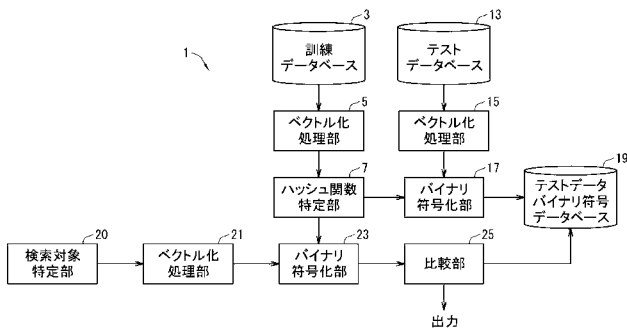 3
13
1
訓練
データベース
テスト
データベース
5
15
ベクトル化
処理部
ベクトル化
処理部
7
17
19
ハッシュ関数
特定部
バイナリ
符号化部
テストデータ
バイナリ符号
データベース
20
21
23
25
検索対象
特定部
ベクトル化
処理部
バイナリ
符号化部
比較部
出力